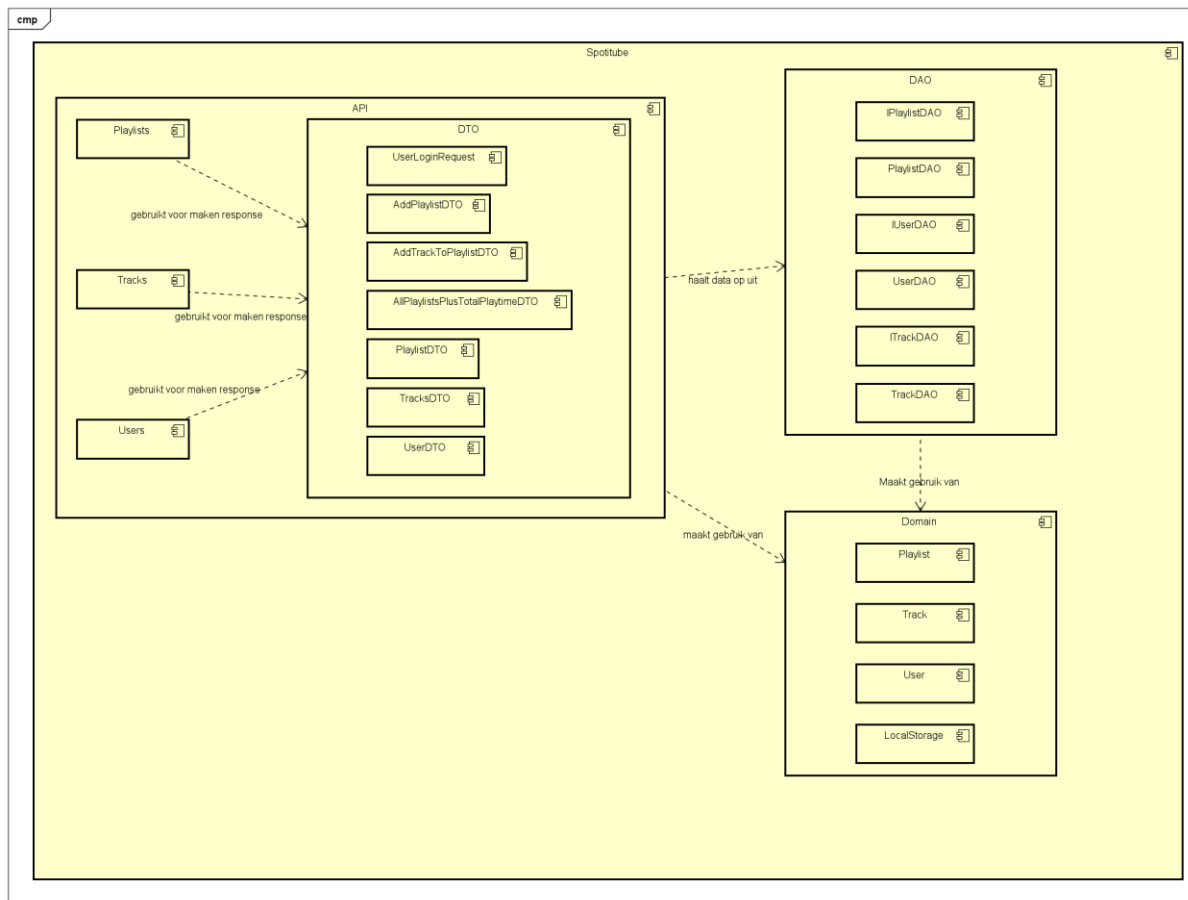 cmp
Spotitube
API
Playlists
Tracks
Users
gebruikt voor maken response
gebruikt voor maken response
gebruikt voor maken response
DTO
UserLoginRequest
AddPlaylistDTO
AddTrackToPlaylistDTO
AllPlaylistsPlusTotalPlaytimeDTO
PlaylistDTO
TracksDTO
UserDTO
haalt data op uit
maakt gebruik van
DAO
IPlaylistDAO
PlaylistDAO
IUserDAO
UserDAO
ITrackDAO
TrackDAO
Maakt gebruik van
Domain
Playlist
Track
User
LocalStorage